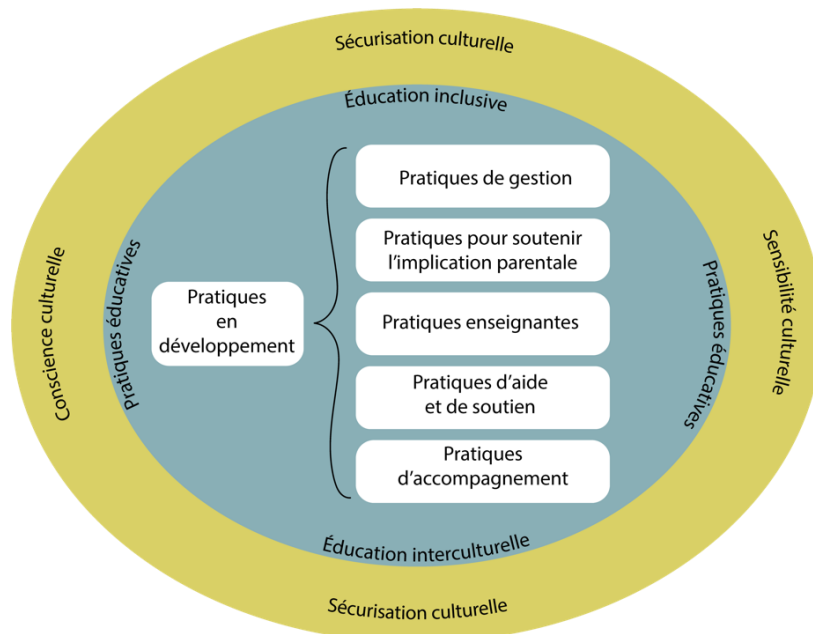 Sécurisation culturelle
Éducation inclusive
Conscience culturelle
Pratiques éducatives
Pratiques
en
développement
Pratiques de gestion
Pratiques pour soutenir
l'implication parentale
Pratiques enseignantes
Pratiques d'aide
et de soutien
Pratiques
d'accompagnement
Pratiques éducatives
Sensibilité culturelle
Éducation interculturelle
Sécurisation culturelle